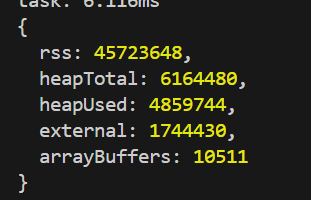 task: 6.116ms
{
  rss: 45723648,
  heapTotal: 6164480,
  heapUsed: 4859744,
  external: 1744430,
  arrayBuffers: 10511
}